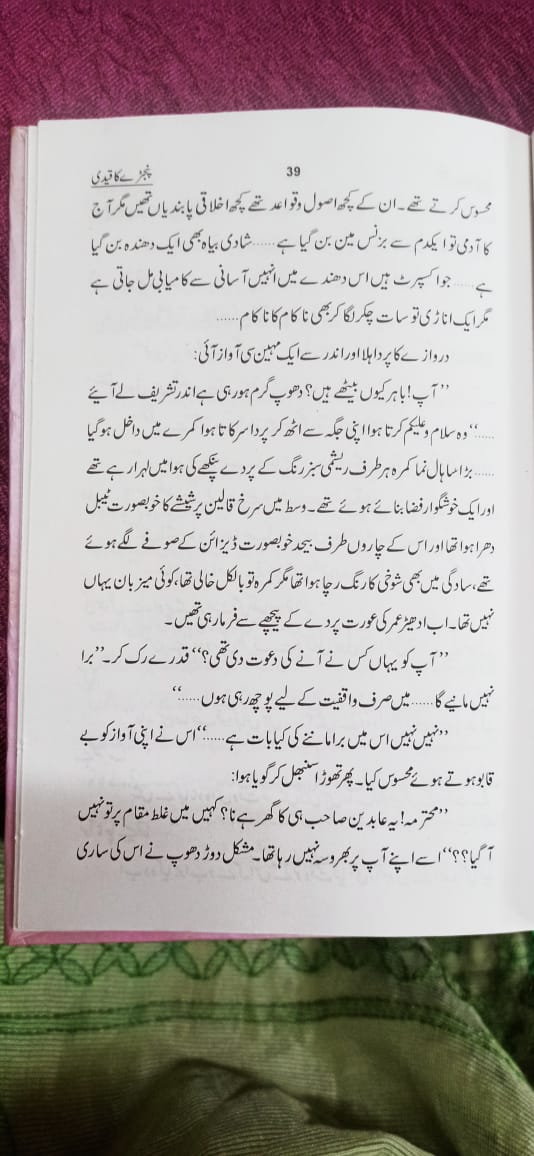 پنجرے کا قیدی
39
محسوس کرتے تھے۔ ان کے کچھ اصول وقواعد تھے کچھ اخلاقی پابندیاں تھیں مگر آج
کا آدمی تو ایکدم سے بزنس مین بن گیا ہے......شادی بیاہ بھی ایک دھندہ بن گیا
ہے......جو اکسپرٹ ہیں اس دھندے میں انہیں آسانی سے کامیابی مل جاتی ہے
مگر ایک اناڑی تو سات چکر لگا کر بھی ناکام کا ناکام......
دروازے کا پردا ہلا اور اندر سے ایک مہین سی آواز آئی:
’’آپ! باہر کیوں بیٹھے ہیں؟ دھوپ گرم ہو رہی ہے اندر تشریف لے آیئے
.....‘‘وہ سلام وعلیکم کرتا ہوا اپنی جگہ سے اٹھ کر پردا سرکاتا ہوا کمرے میں داخل ہو گیا
......بڑا سا ہال نما کمرہ ہر طرف ریشمی سبز رنگ کے پردے پنکھے کی ہوا میں لہرا رہے تھے
اور ایک خوشگوار فضا بنائے ہوئے تھے۔ وسط میں سرخ قالین پر شیشے کا خوبصورت ٹیبل
دھرا ہوا تھا اور اس کے چاروں طرف بیحد خوبصورت ڈیزائن کے صوفے لگے ہوئے
تھے، سادگی میں بھی شوخی کا رنگ رچا ہوا تھا مگر کمرہ تو بالکل خالی تھا، کوئی میزبان یہاں
نہیں تھا۔ اب ادھیڑ عمر کی عورت پردے کے پیچھے سے فرما رہی تھیں۔
’’آپ کو یہاں کس نے آنے کی دعوت دی تھی؟‘‘ قدرے رک کر۔ ’’برا
نہیں مانیے گا......میں صرف واقفیت کے لیے پوچھ رہی ہوں......‘‘
’’نہیں نہیں اس میں برا ماننے کی کیا بات ہے......‘‘ اس نے اپنی آواز کو بے
قابو ہوتے ہوئے محسوس کیا۔ پھر تھوڑا سنبھل کر گویا ہوا:
’’محترمہ! یہ عابدین صاحب ہی کا گھر ہے نا؟ کہیں میں غلط مقام پر تو نہیں
آ گیا؟؟‘‘ اسے اپنے آپ پر بھروسہ نہیں رہا تھا۔ مشکل دوڑ دھوپ نے اس کی ساری